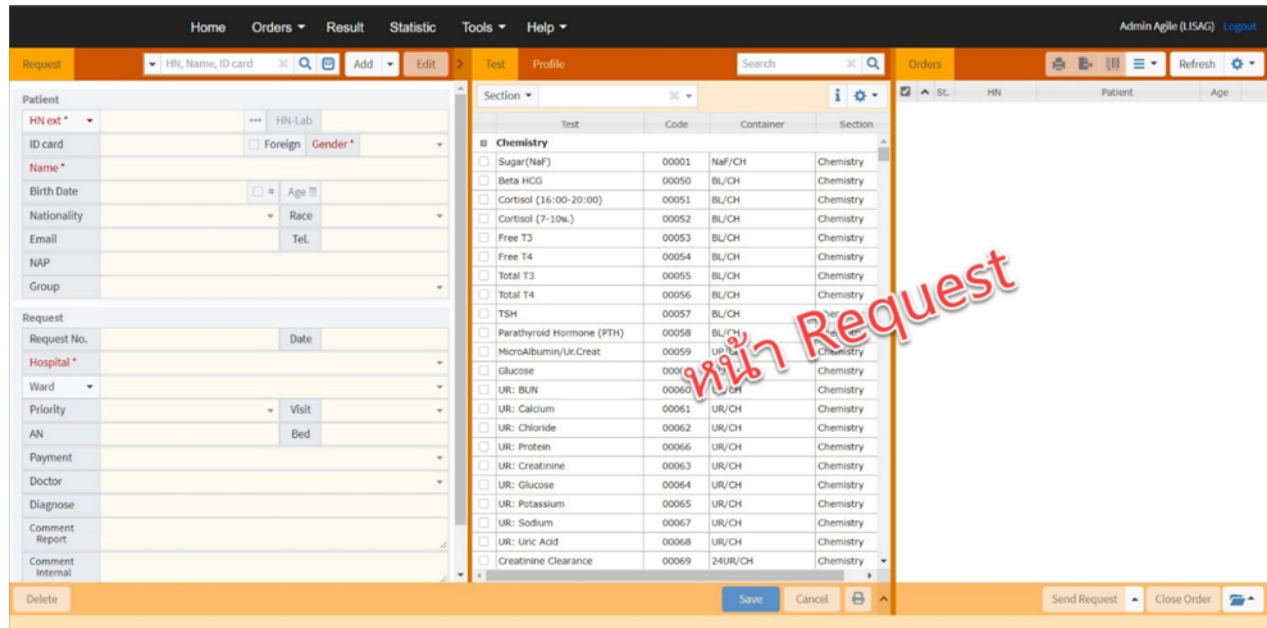 Home Orders Result Statistic Tools Help Admin Agile (LISAG) Logout
Request HN, Name, ID card Add Edit
Test Profile Search
Orders Refresh
Patient
HN ext * HN-Lab
ID card Foreign Gender *
Name *
Birth Date = Age
Nationality Race
Email Tel.
NAP
Group
Request
Request No. Date
Hospital *
Ward
Priority Visit
AN Bed
Payment
Doctor
Diagnose
Comment
Report
Comment
Internal
Section
Test Code Container Section
Chemistry
Sugar(NaF) 00001 NaF/CH Chemistry
Beta HCG 00050 BL/CH Chemistry
Cortisol (16:00-20:00) 00051 BL/CH Chemistry
Cortisol (7-10น.) 00052 BL/CH Chemistry
Free T3 00053 BL/CH Chemistry
Free T4 00054 BL/CH Chemistry
Total T3 00055 BL/CH Chemistry
Total T4 00056 BL/CH Chemistry
TSH 00057 BL/CH
Parathyroid Hormone (PTH) 00058 BL/CH
MicroAlbumin/Ur.Creat 00059 Chemistry
Glucose Chemistry
UR: BUN 00060 Chemistry
UR: Calcium 00061 UR/CH Chemistry
UR: Chloride 00062 UR/CH Chemistry
UR: Protein 00066 UR/CH Chemistry
UR: Creatinine 00063 UR/CH Chemistry
UR: Glucose 00064 UR/CH Chemistry
UR: Potassium 00065 UR/CH Chemistry
UR: Sodium 00067 UR/CH Chemistry
UR: Uric Acid 00068 UR/CH Chemistry
Creatinine Clearance 00069 24UR/CH Chemistry
St. HN Patient Age
หน้า Request
Delete Save Cancel Send Request Close Order